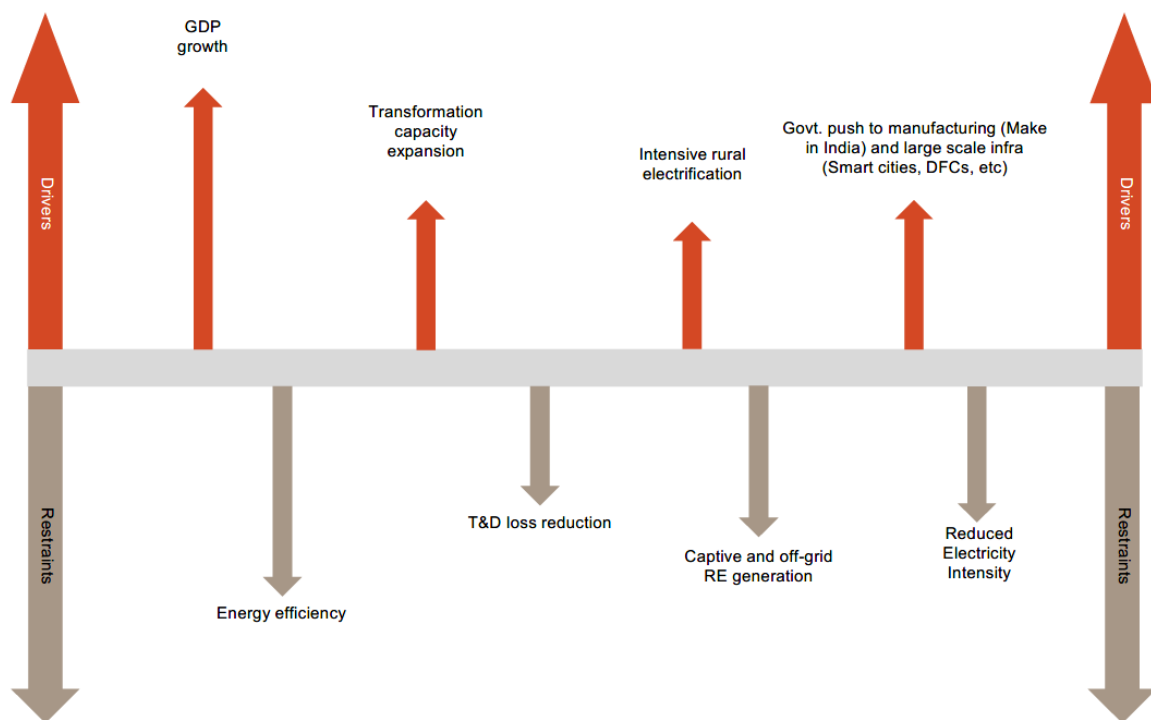 GDP
growth
Transformation
capacity
expansion
Intensive rural
electrification
Govt. push to manufacturing (Make
in India) and large scale infra
(Smart cities, DFCs, etc)
Drivers
Drivers
Restraints
Restraints
Energy efficiency
T&D loss reduction
Captive and off-grid
RE generation
Reduced
Electricity
Intensity